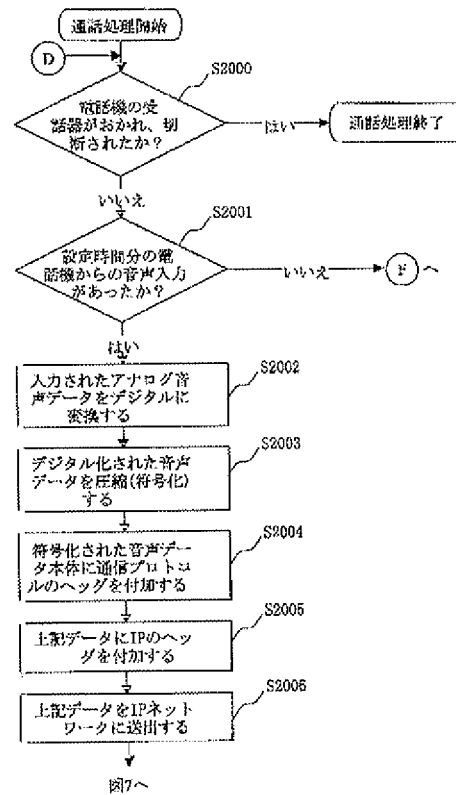 通話処理開始
D
S2000
電話機の受
話器がおかれ、切
断されたか？
はい
通話処理終了
いいえ
S2001
設定時間分の電
話機からの音声入力
があったか？
いいえ
Fへ
はい
S2002
入力されたアナログ音
声データをデジタルに
変換する
S2003
デジタル化された音声
データを圧縮(符号化)
する
S2004
符号化された音声デー
タ本体に通信プロトコ
ルのヘッダを付加する
S2005
上記データにIPのヘッ
ダを付加する
S2006
上記データをIPネット
ワークに送出する
図7へ